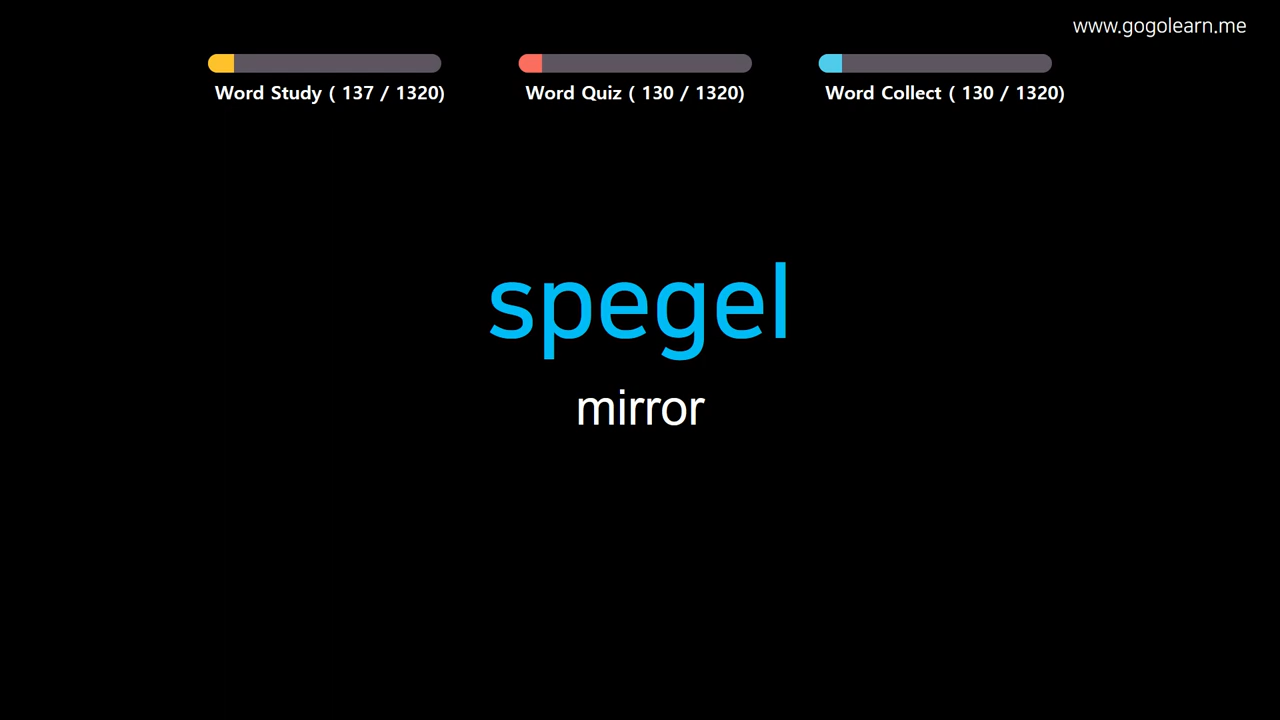 www.gogolearn.me
Word Study ( 137 / 1320)
Word Quiz ( 130 / 1320)
Word Collect ( 130 / 1320)
spegel
mirror